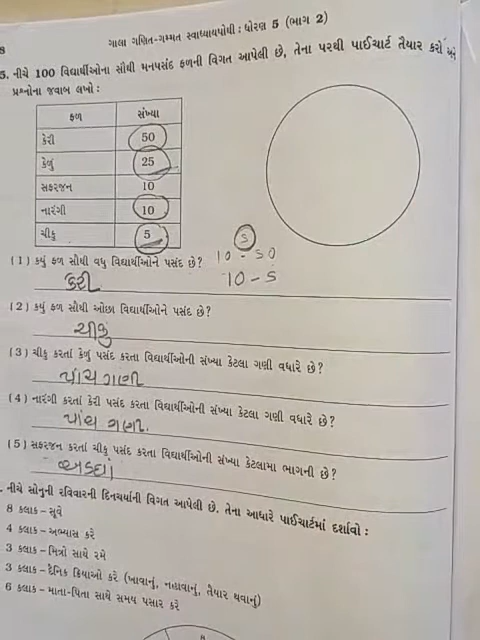 8
ગાલા ગણિત-ગમ્મત સ્વાધ્યાયપોથી : ધોરણ 5 (ભાગ 2)
5. નીચે 100 વિદ્યાર્થીઓના સૌથી મનપસંદ ફળની વિગત આપેલી છે, તેના પરથી પાઈચાર્ટ તૈયાર કરો અને
પ્રશ્નોના જવાબ લખો :
ફળ સંખ્યા
કેરી 50
કેળું 25
સફરજન 10
નારંગી 10
ચીકુ 5
5
10 - 50
10 - 5
(1) કયું ફળ સૌથી વધુ વિદ્યાર્થીઓને પસંદ છે?
કેરી
(2) કયું ફળ સૌથી ઓછા વિદ્યાર્થીઓને પસંદ છે?
ચીકુ
(3) ચીકુ કરતાં કેળું પસંદ કરતા વિદ્યાર્થીઓની સંખ્યા કેટલા ગણી વધારે છે?
પાંચ ગણી
(4) નારંગી કરતાં કેરી પસંદ કરતા વિદ્યાર્થીઓની સંખ્યા કેટલા ગણી વધારે છે?
પાંચ ગણી.
(5) સફરજન કરતાં ચીકુ પસંદ કરતા વિદ્યાર્થીઓની સંખ્યા કેટલામા ભાગની છે?
અડધાં
. નીચે સોનુની રવિવારની દિનચર્યાની વિગત આપેલી છે. તેના આધારે પાઈચાર્ટમાં દર્શાવો :
8 કલાક – સૂવે
4 કલાક – અભ્યાસ કરે
3 કલાક – મિત્રો સાથે રમે
3 કલાક – દૈનિક ક્રિયાઓ કરે (ખાવાનું, નહાવાનું, તૈયાર થવાનું)
6 કલાક – માતા-પિતા સાથે સમય પસાર કરે